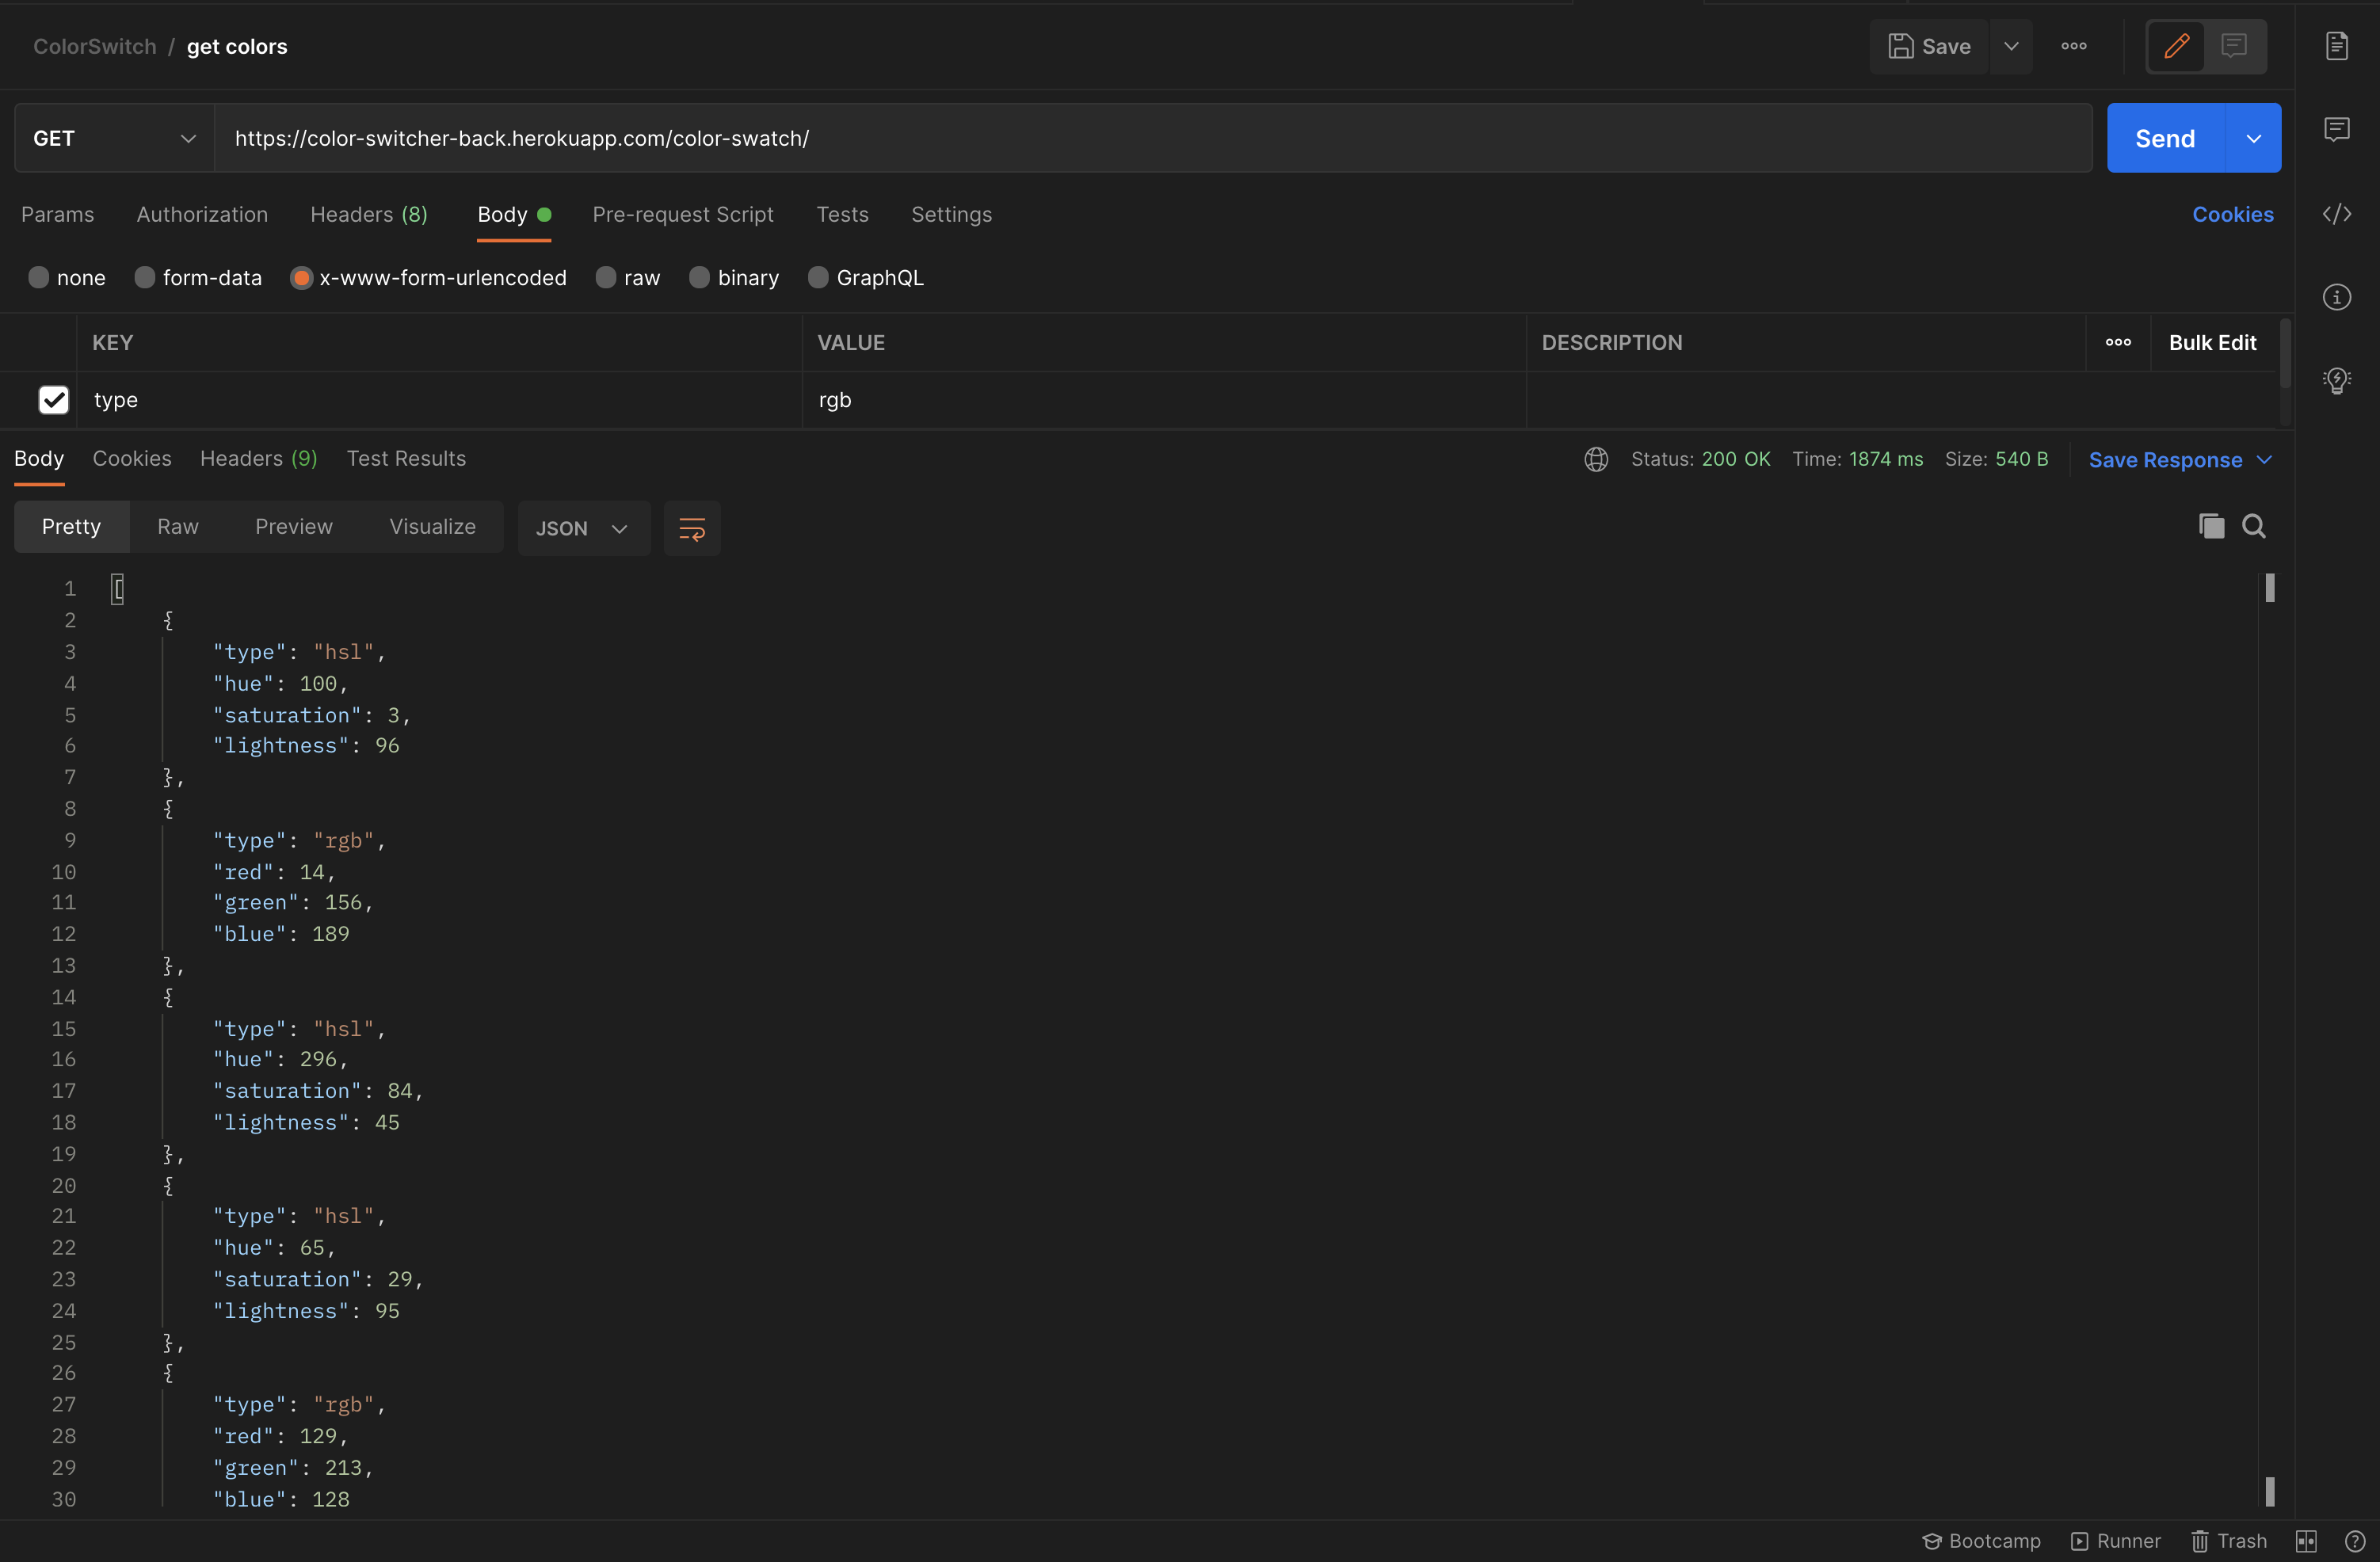 ColorSwitch / get colors
Save
GET https://color-switcher-back.herokuapp.com/color-swatch/ Send
Params Authorization Headers (8) Body Pre-request Script Tests Settings Cookies
none form-data x-www-form-urlencoded raw binary GraphQL
KEY VALUE DESCRIPTION Bulk Edit
type rgb
Body Cookies Headers (9) Test Results Status: 200 OK Time: 1874 ms Size: 540 B Save Response
Pretty Raw Preview Visualize JSON
1 [
2 {
3 "type": "hsl",
4 "hue": 100,
5 "saturation": 3,
6 "lightness": 96
7 },
8 {
9 "type": "rgb",
10 "red": 14,
11 "green": 156,
12 "blue": 189
13 },
14 {
15 "type": "hsl",
16 "hue": 296,
17 "saturation": 84,
18 "lightness": 45
19 },
20 {
21 "type": "hsl",
22 "hue": 65,
23 "saturation": 29,
24 "lightness": 95
25 },
26 {
27 "type": "rgb",
28 "red": 129,
29 "green": 213,
30 "blue": 128
Bootcamp Runner Trash